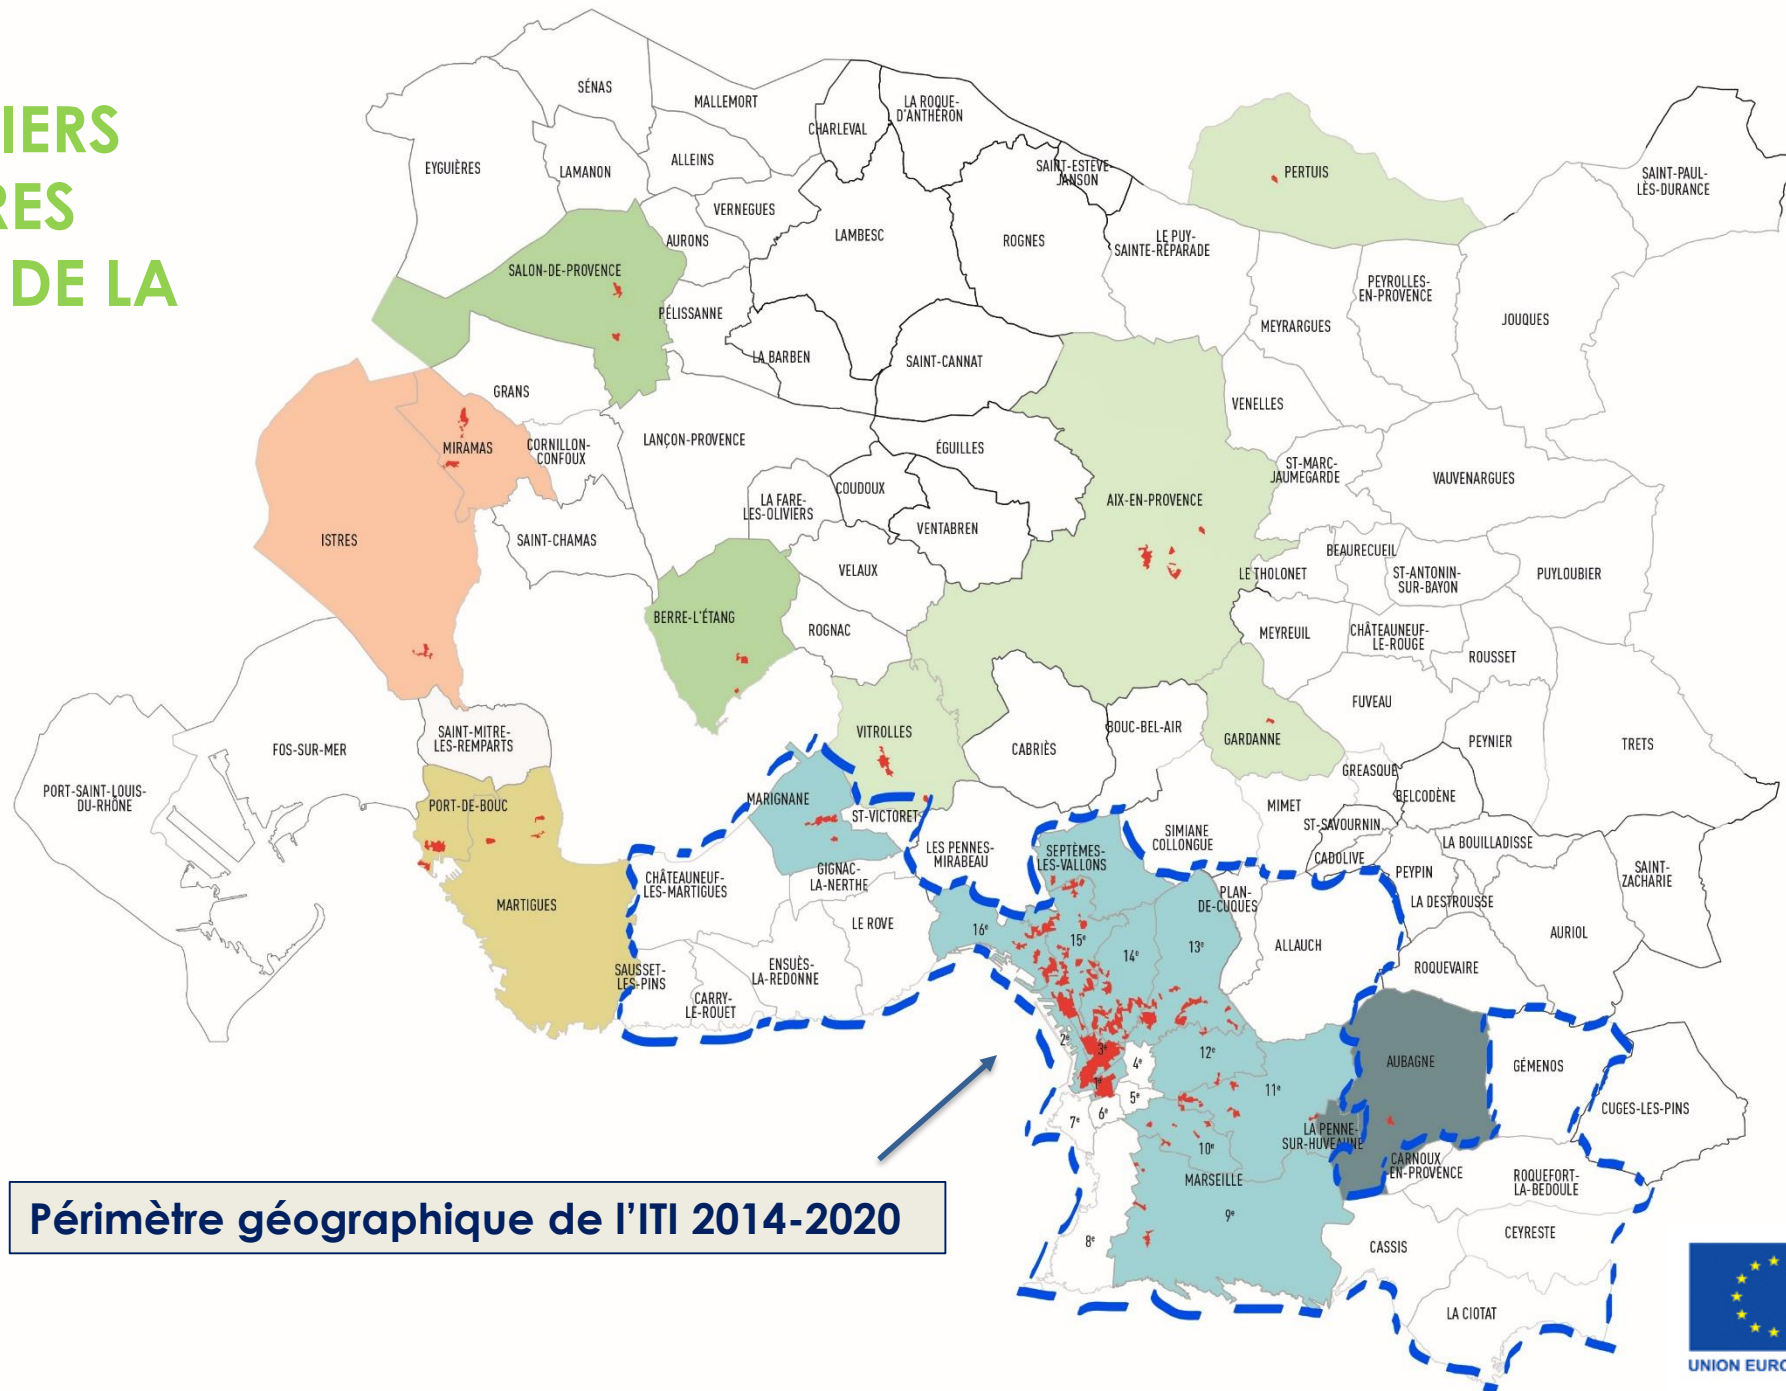 IERS
RES
DE LA
SÉNAS
MALLEMORT
CHARLEVAL
LA ROQUE-
D'ANTHÉRON
EYGUIÈRES
LAMANON
ALLEINS
SAINT-ESTÈVE-
JANSON
PERTUIS
SAINT-PAUL-
LÈS-DURANCE
VERNEGUES
AURONS
LAMBESC
ROGNES
LE PUY-
SAINTE-RÉPARADE
SALON-DE-PROVENCE
PÉLISSANNE
PEYROLLES-
EN-PROVENCE
MEYRARGUES
JOUQUES
LA BARBEN
SAINT-CANNAT
GRANS
VENELLES
MIRAMAS
CORNILLON-
CONFOUX
LANÇON-PROVENCE
ÉGUILLES
ST-MARC-
JAUMEGARDE
VAUVENARGUES
COUDOUX
LA FARE-
LES-OLIVIERS
AIX-EN-PROVENCE
VENTABREN
ISTRES
SAINT-CHAMAS
VELAUX
BEAURECUEIL
LE THOLONET
ST-ANTONIN-
SUR-BAYON
PUYLOUBIER
BERRE-L'ÉTANG
ROGNAC
MEYREUIL
CHÂTEAUNEUF-
LE-ROUGE
ROUSSET
FUVEAU
SAINT-MITRE-
LES-REMPARTS
FOS-SUR-MER
VITROLLES
CABRIÈS
BOUC-BEL-AIR
GARDANNE
PEYNIER
TRETS
GREASQUE
PORT-SAINT-LOUIS-
DU-RHÔNE
PORT-DE-BOUC
MARIGNANE
ST-VICTORET
MIMET
BELCODÈNE
ST-SAVOURNIN
SIMIANE
COLLONGUE
LES PENNES-
MIRABEAU
SEPTÈMES-
LES-VALLONS
CADOLIVE
LA BOUILLADISSE
PEYPIN
SAINT-
ZACHARIE
CHÂTEAUNEUF-
LES-MARTIGUES
GIGNAC-
LA-NERTHE
PLAN-
DE-CUQUES
LA DESTROUSSE
MARTIGUES
LE ROVE
16e
15e
14e
13e
ALLAUCH
AURIOL
ROQUEVAIRE
SAUSSET-
LES-PINS
ENSUÈS-
LA-REDONNE
CARRY-
LE-ROUET
2e
3e
4e
12e
AUBAGNE
GÉMENOS
1e
5e
11e
CUGES-LES-PINS
7e
6e
LA PENNE-
SUR-HUVEAUNE
10e
CARNOUX
-EN-PROVENCE
ROQUEFORT-
LA-BEDOULE
MARSEILLE
Périmètre géographique de l'ITI 2014-2020
9e
8e
CASSIS
CEYRESTE
LA CIOTAT
UNION EURO